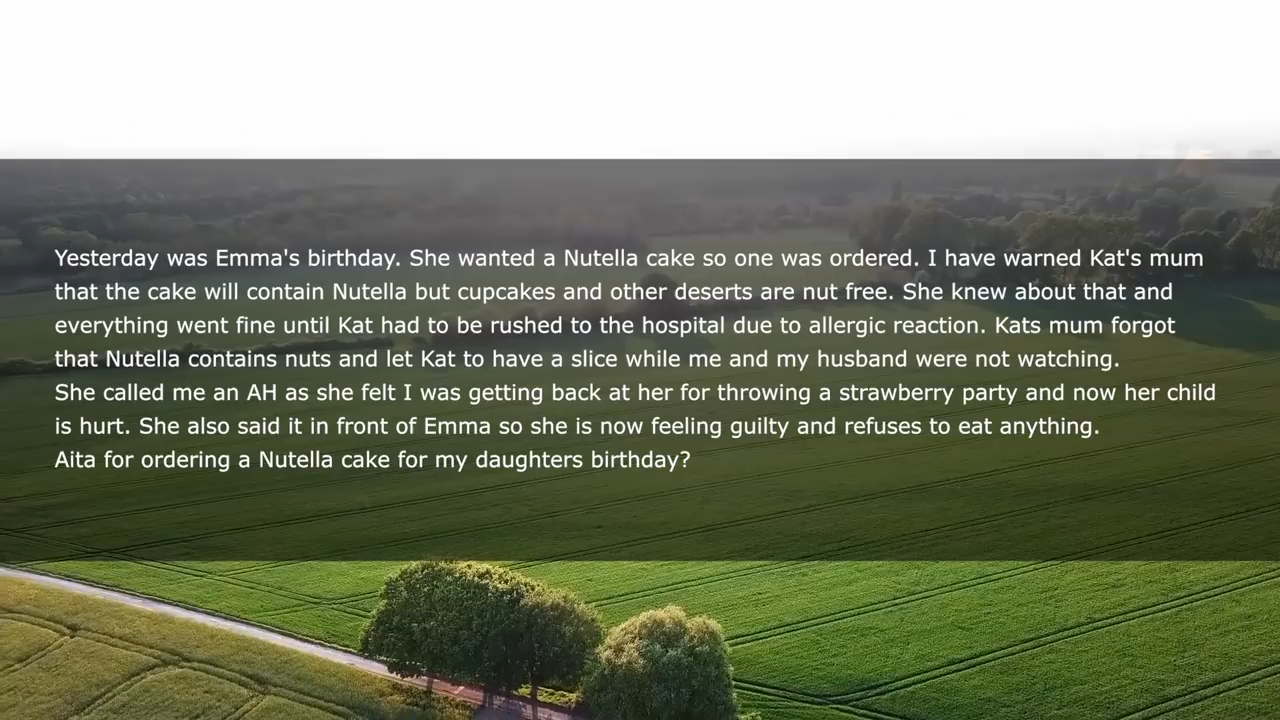 Yesterday was Emma's birthday. She wanted a Nutella cake so one was ordered. I have warned Kat's mum
that the cake will contain Nutella but cupcakes and other deserts are nut free. She knew about that and
everything went fine until Kat had to be rushed to the hospital due to allergic reaction. Kats mum forgot
that Nutella contains nuts and let Kat to have a slice while me and my husband were not watching.
She called me an AH as she felt I was getting back at her for throwing a strawberry party and now her child
is hurt. She also said it in front of Emma so she is now feeling guilty and refuses to eat anything.
Aita for ordering a Nutella cake for my daughters birthday?